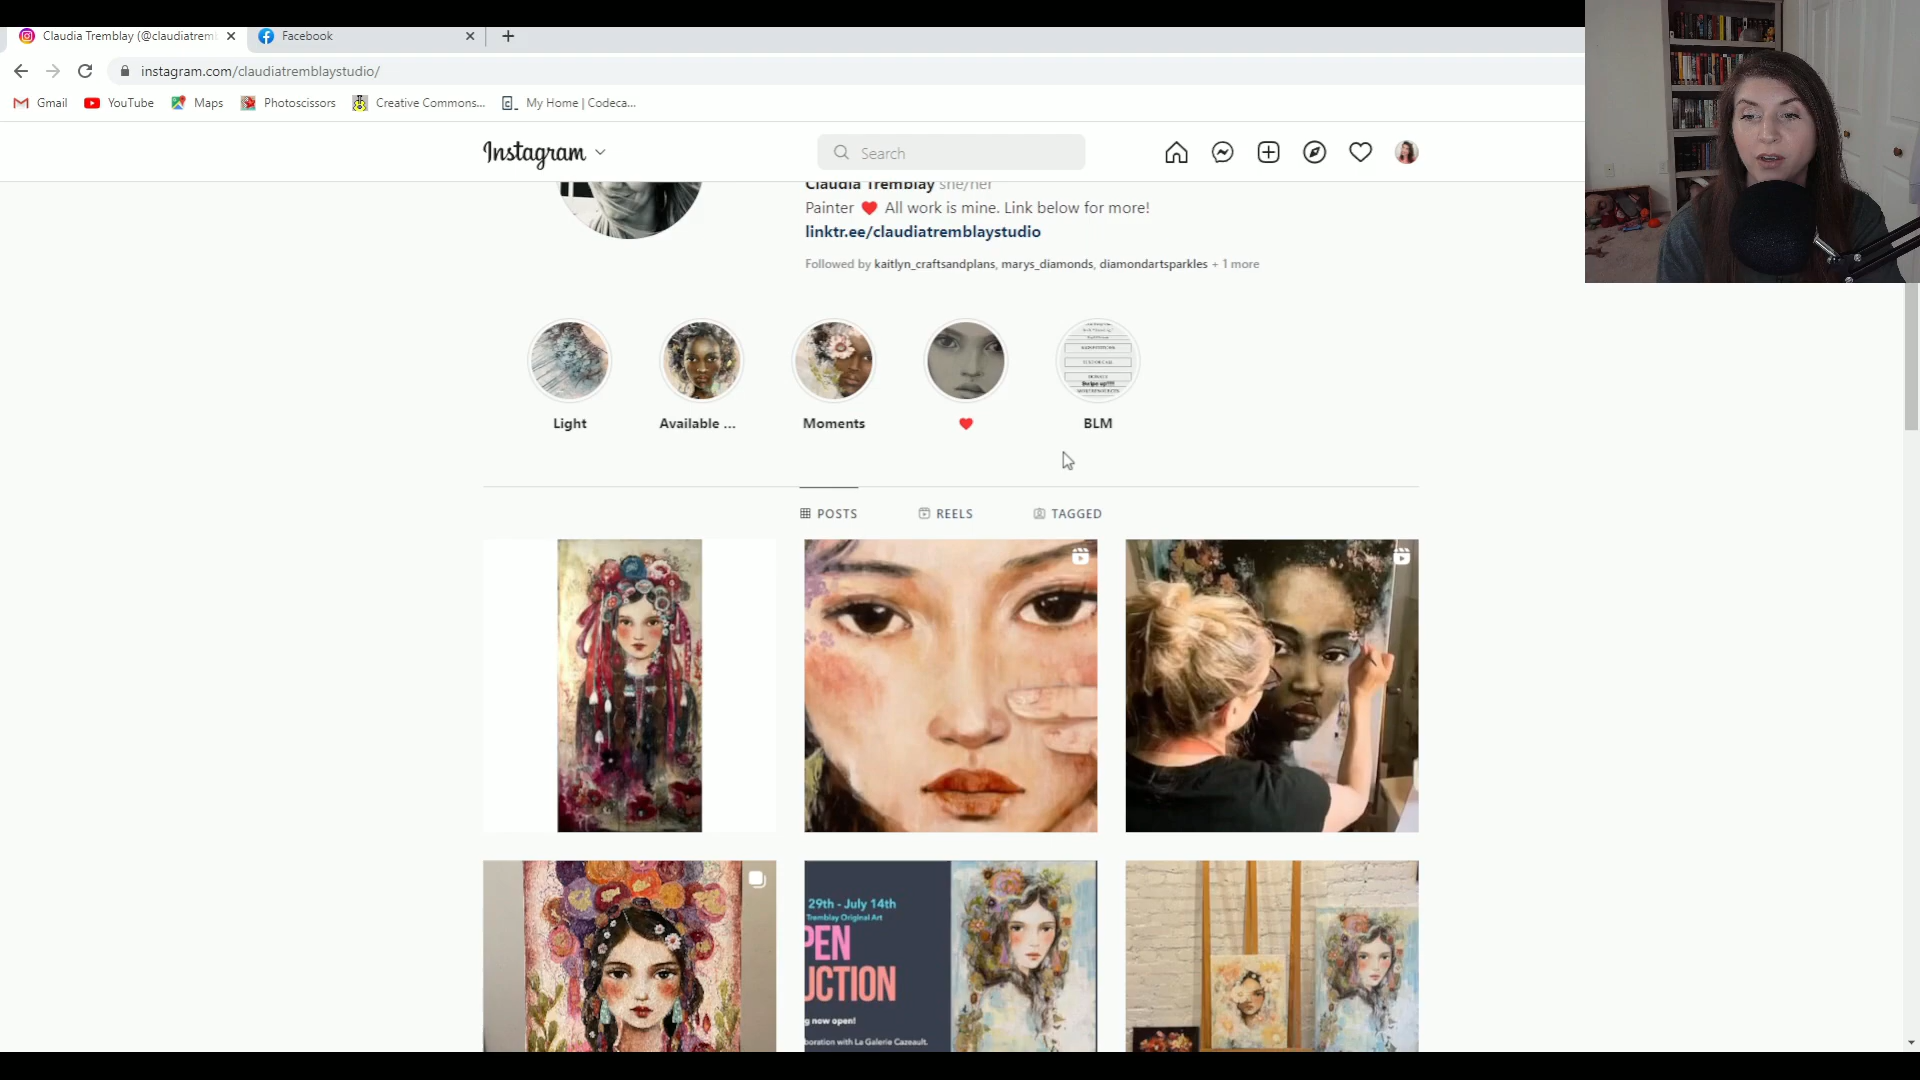 Claudia Tremblay (@claudiatrem
Facebook
instagram.com/claudiatremblaystudio/
Gmail
YouTube
Maps
Photoscissors
Creative Commons...
My Home | Codeca...
Instagram
Search
Claudia Tremblay she/her
Painter ❤️ All work is mine. Link below for more!
linktr.ee/claudiatremblaystudio
Followed by kaitlyn_craftsandplans, marys_diamonds, diamondartsparkles + 1 more
Light
Available ...
Moments
❤️
BLM
POSTS
REELS
TAGGED
29th - July 14th
Tremblay Original Art
PEN
UCTION
g now open!
boration with La Galerie Cazeault.